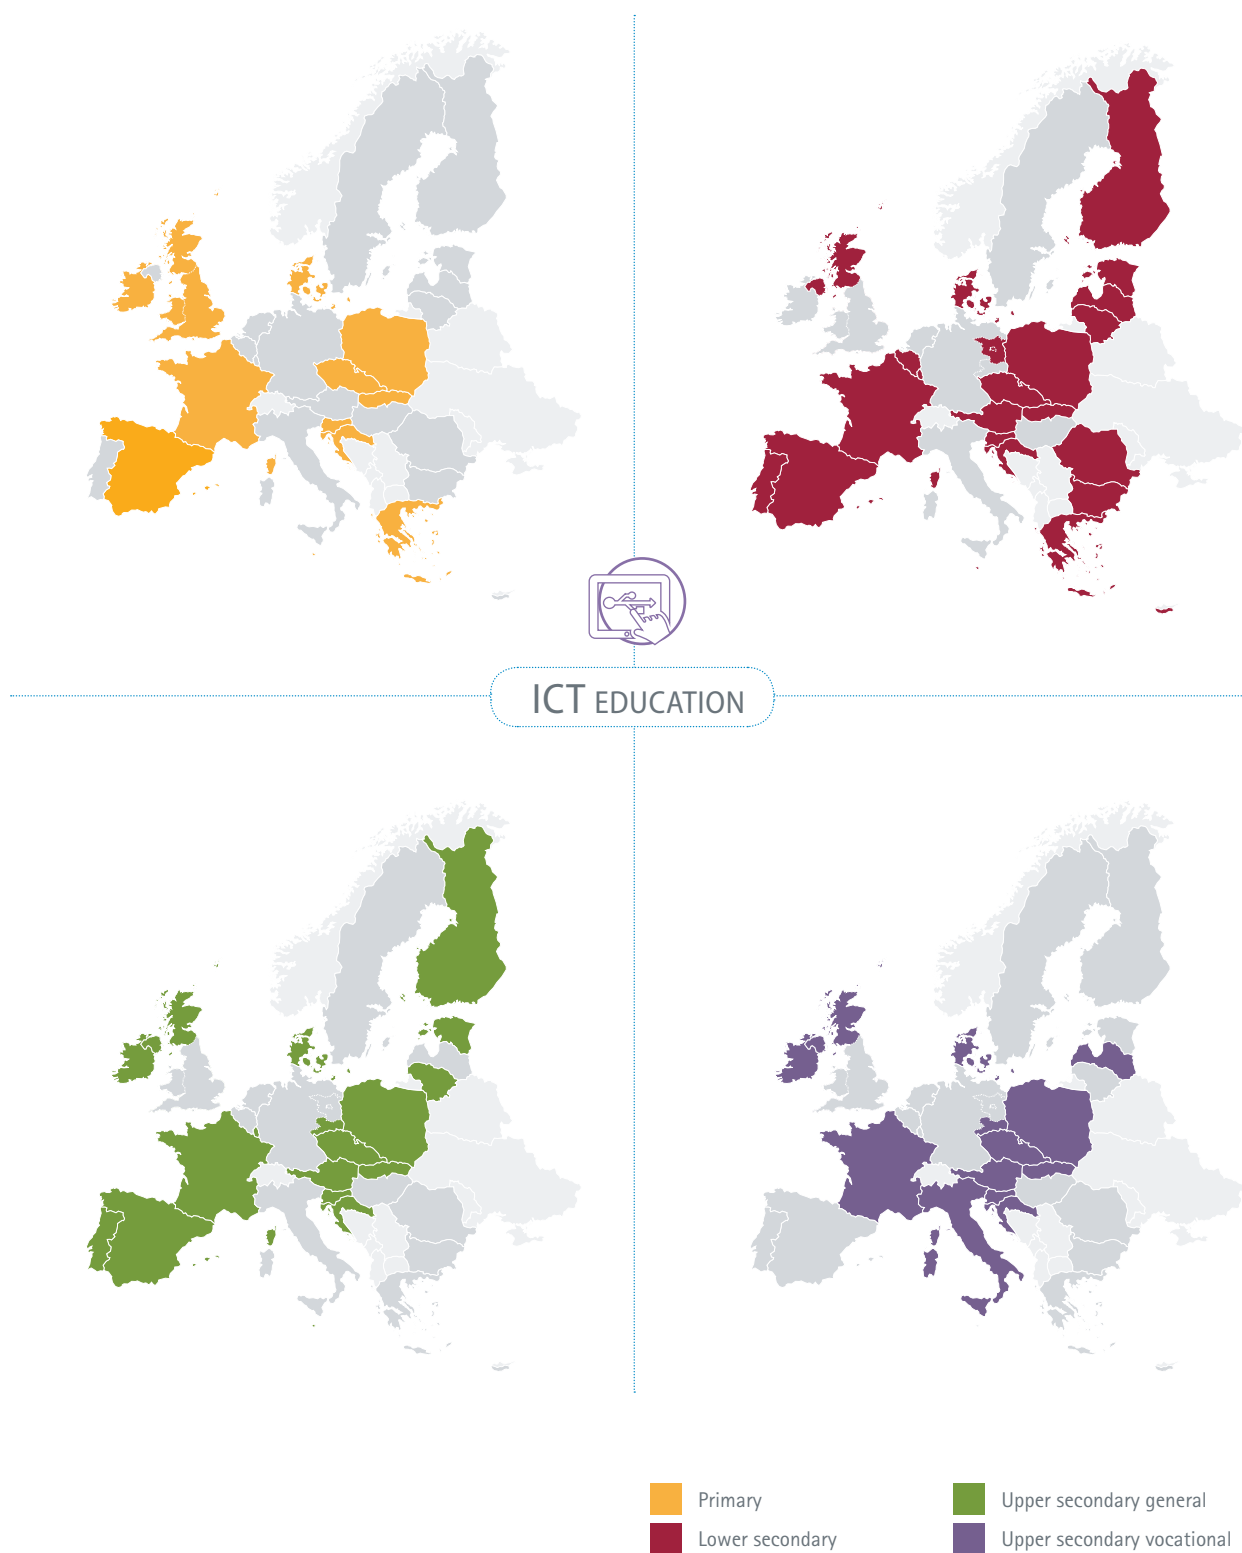 ICT EDUCATION
Primary
Lower secondary
Upper secondary general
Upper secondary vocational